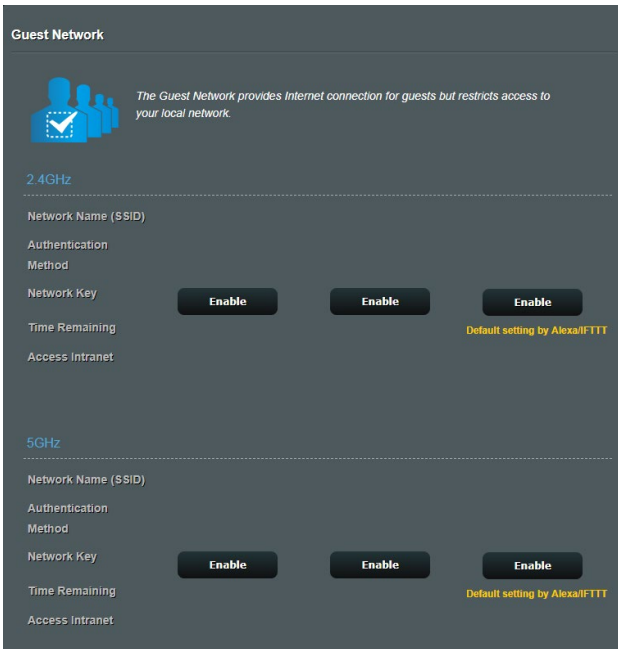 Guest Network
The Guest Network provides Internet connection for guests but restricts access to
your local network.
2.4GHz
Network Name (SSID)
Authentication
Method
Network Key
Enable Enable Enable
Time Remaining
Default setting by Alexa/IFTTT
Access Intranet
5GHz
Network Name (SSID)
Authentication
Method
Network Key
Enable Enable Enable
Time Remaining
Default setting by Alexa/IFTTT
Access Intranet